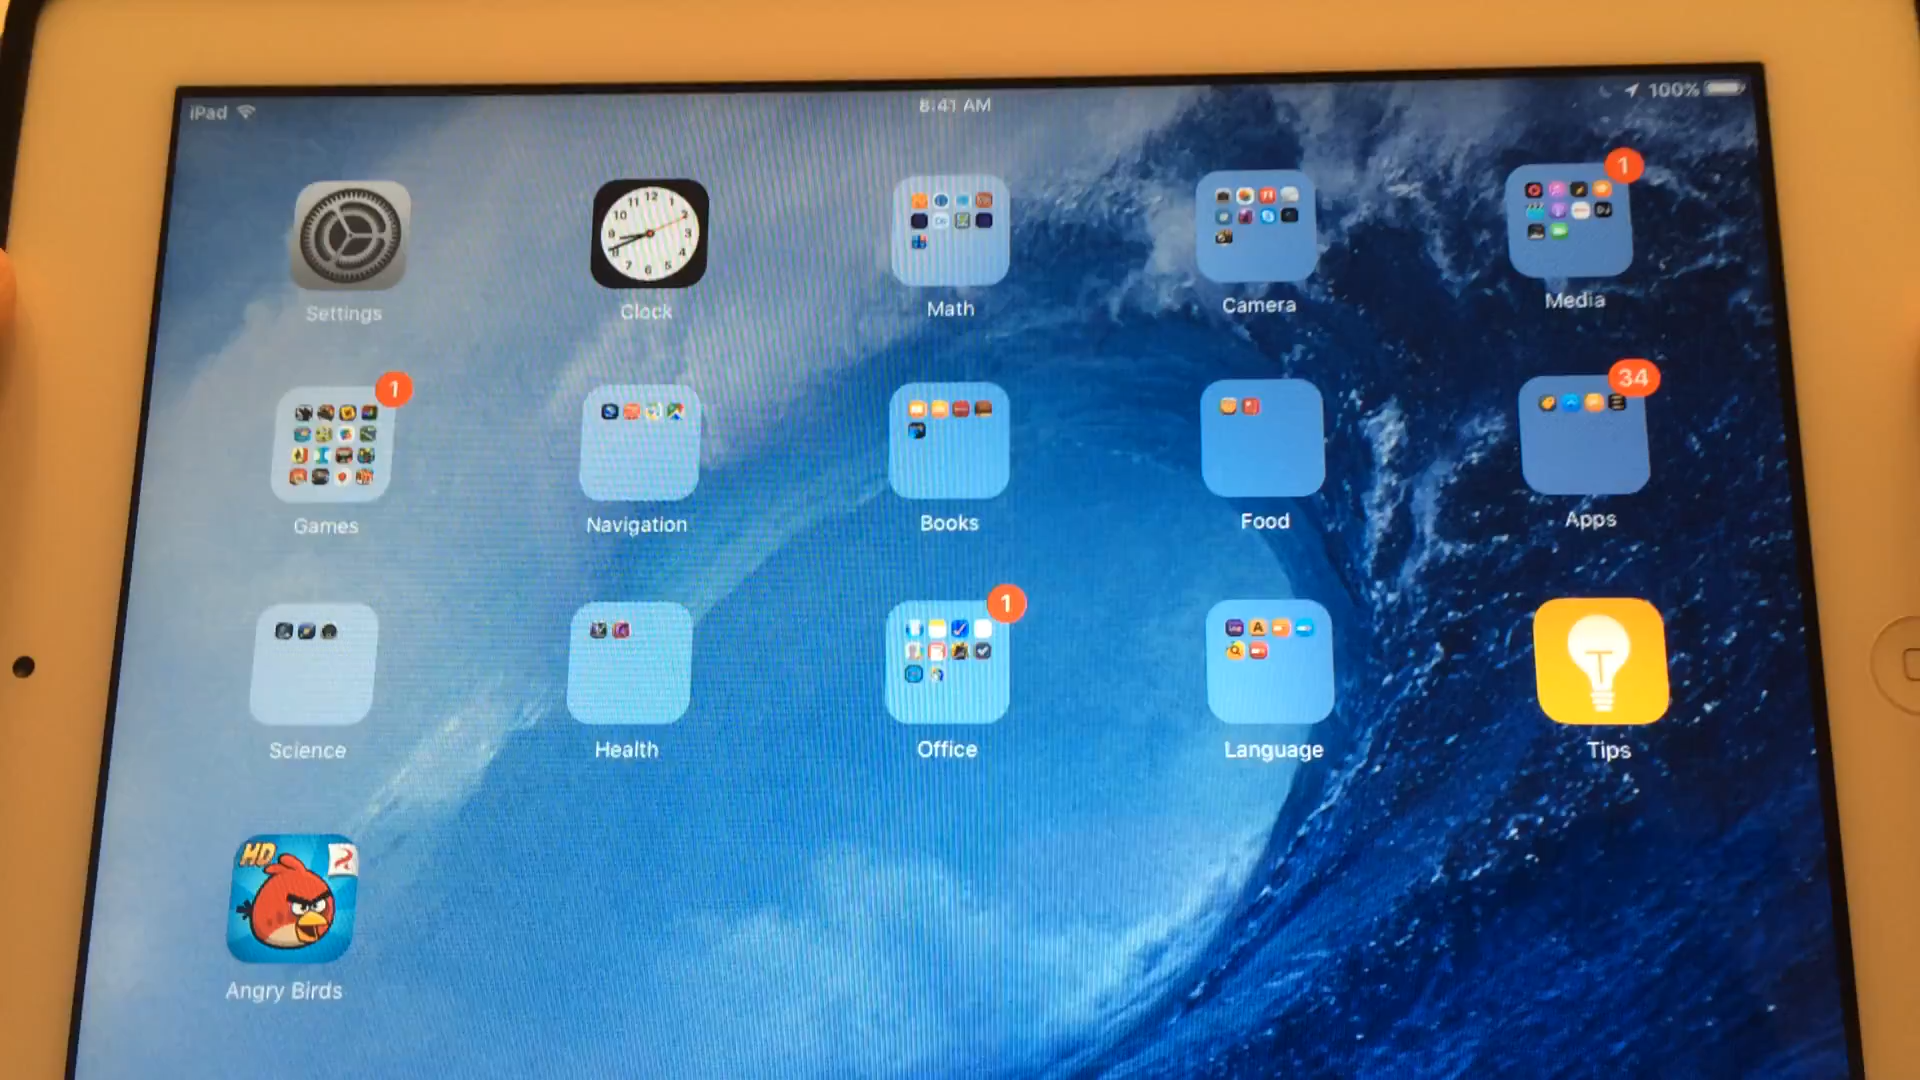 iPad 8:41 AM 100%
1
Settings Clock Math Camera Media
1 34
Games Navigation Books Food Apps
1
Science Health Office Language Tips
HD
Angry Birds